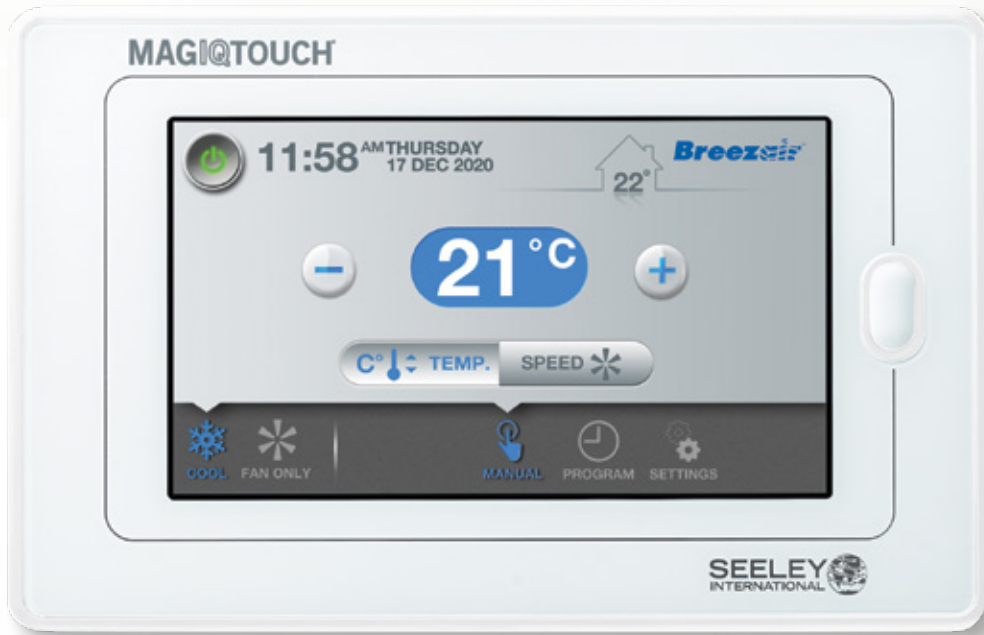 MAGIQTOUCH
11:58 AM THURSDAY
17 DEC 2020
22°
Breezair
21°C
C° TEMP. SPEED
COOL FAN ONLY MANUAL PROGRAM SETTINGS
SEELEY
INTERNATIONAL